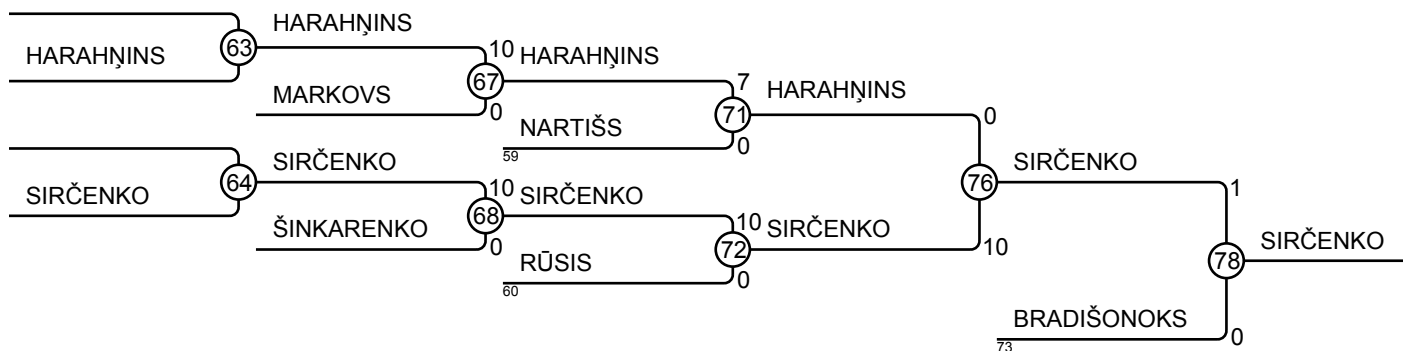 HARAHŅINS
HARAHŅINS
63
10
HARAHŅINS
67
7
MARKOVS
0
HARAHŅINS
71
0
NARTIŠS
0
59
SIRČENKO
SIRČENKO
76
SIRČENKO
64
10
1
SIRČENKO
68
SIRČENKO
10
ŠINKARENKO
0
72
SIRČENKO
10
SIRČENKO
78
RŪSIS
0
60
BRADIŠONOKS
0
73